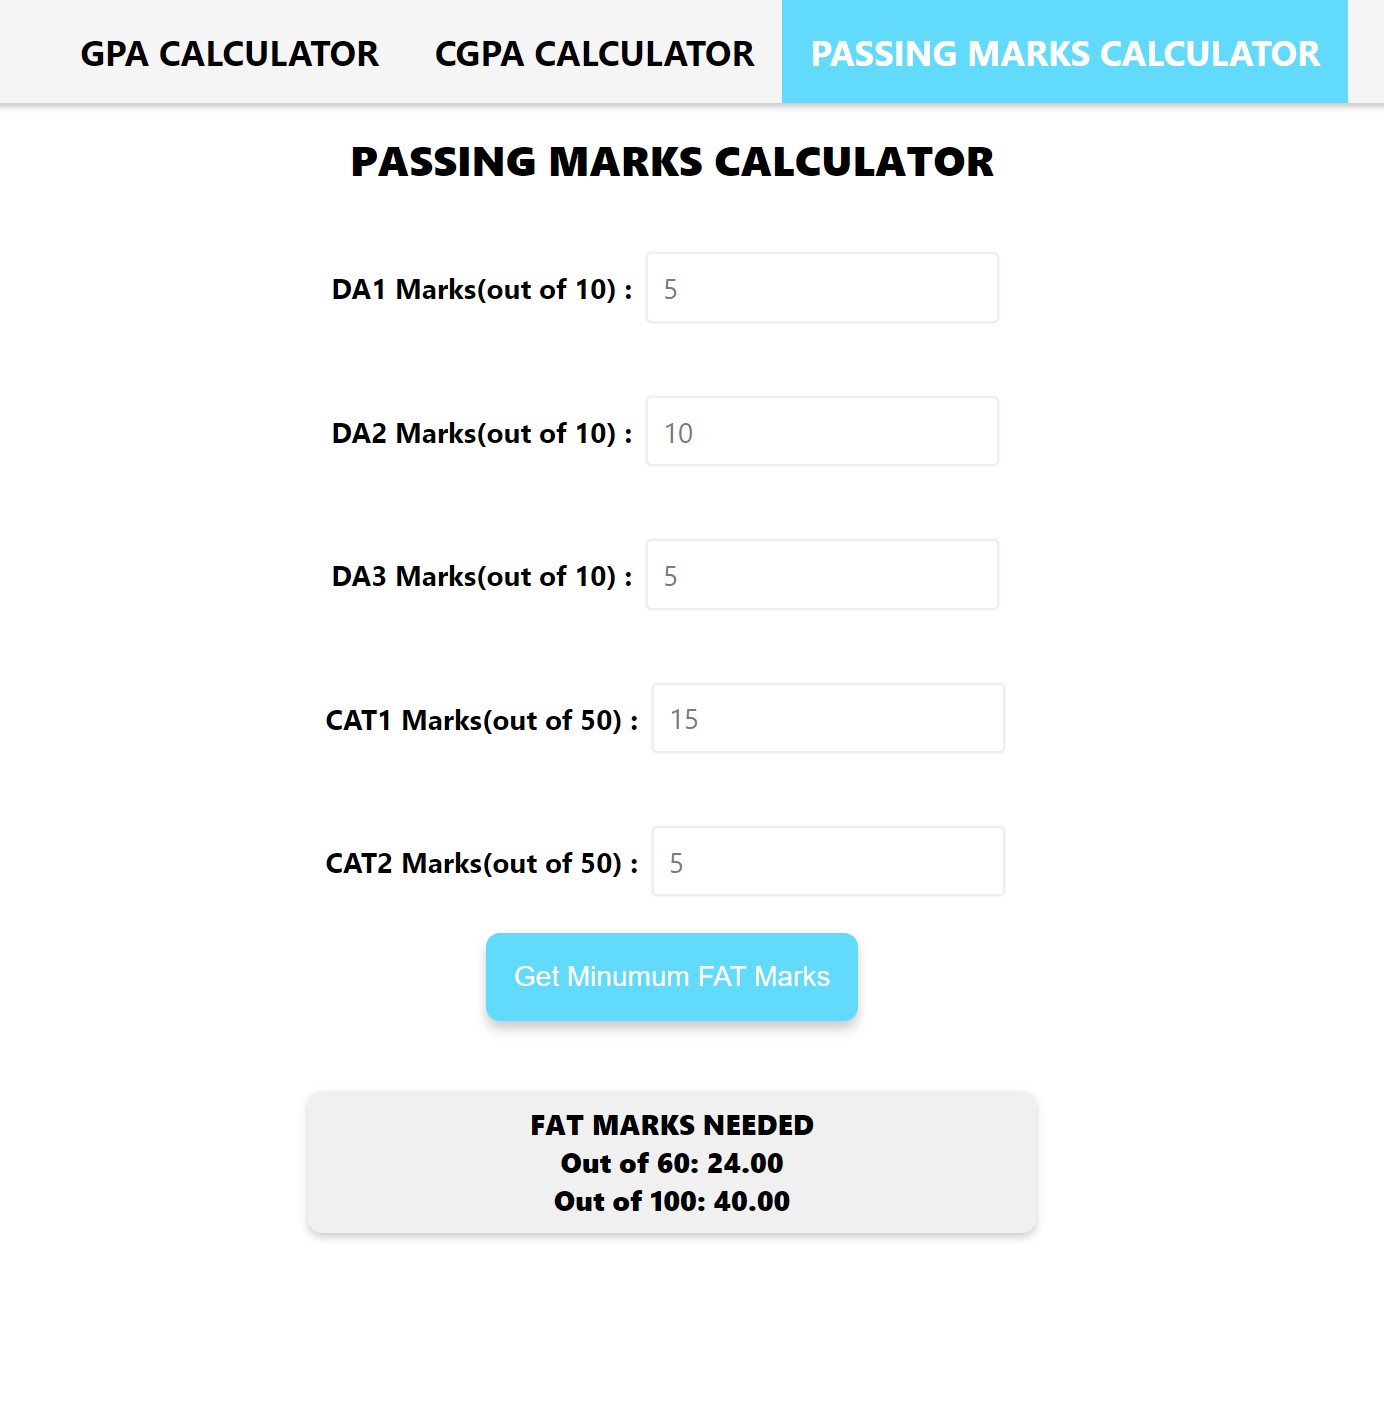 GPA CALCULATOR CGPA CALCULATOR PASSING MARKS CALCULATOR
PASSING MARKS CALCULATOR
DA1 Marks(out of 10) : 5
DA2 Marks(out of 10) : 10
DA3 Marks(out of 10) : 5
CAT1 Marks(out of 50) : 15
CAT2 Marks(out of 50) : 5
Get Minumum FAT Marks
FAT MARKS NEEDED
Out of 60: 24.00
Out of 100: 40.00